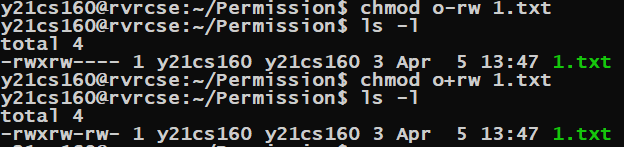 y21cs160@rvrcse:~/Permission$ chmod o-rw 1.txt
y21cs160@rvrcse:~/Permission$ ls -l
total 4
-rwxrw---- 1 y21cs160 y21cs160 3 Apr  5 13:47 1.txt
y21cs160@rvrcse:~/Permission$ chmod o+rw 1.txt
y21cs160@rvrcse:~/Permission$ ls -l
total 4
-rwxrw-rw- 1 y21cs160 y21cs160 3 Apr  5 13:47 1.txt